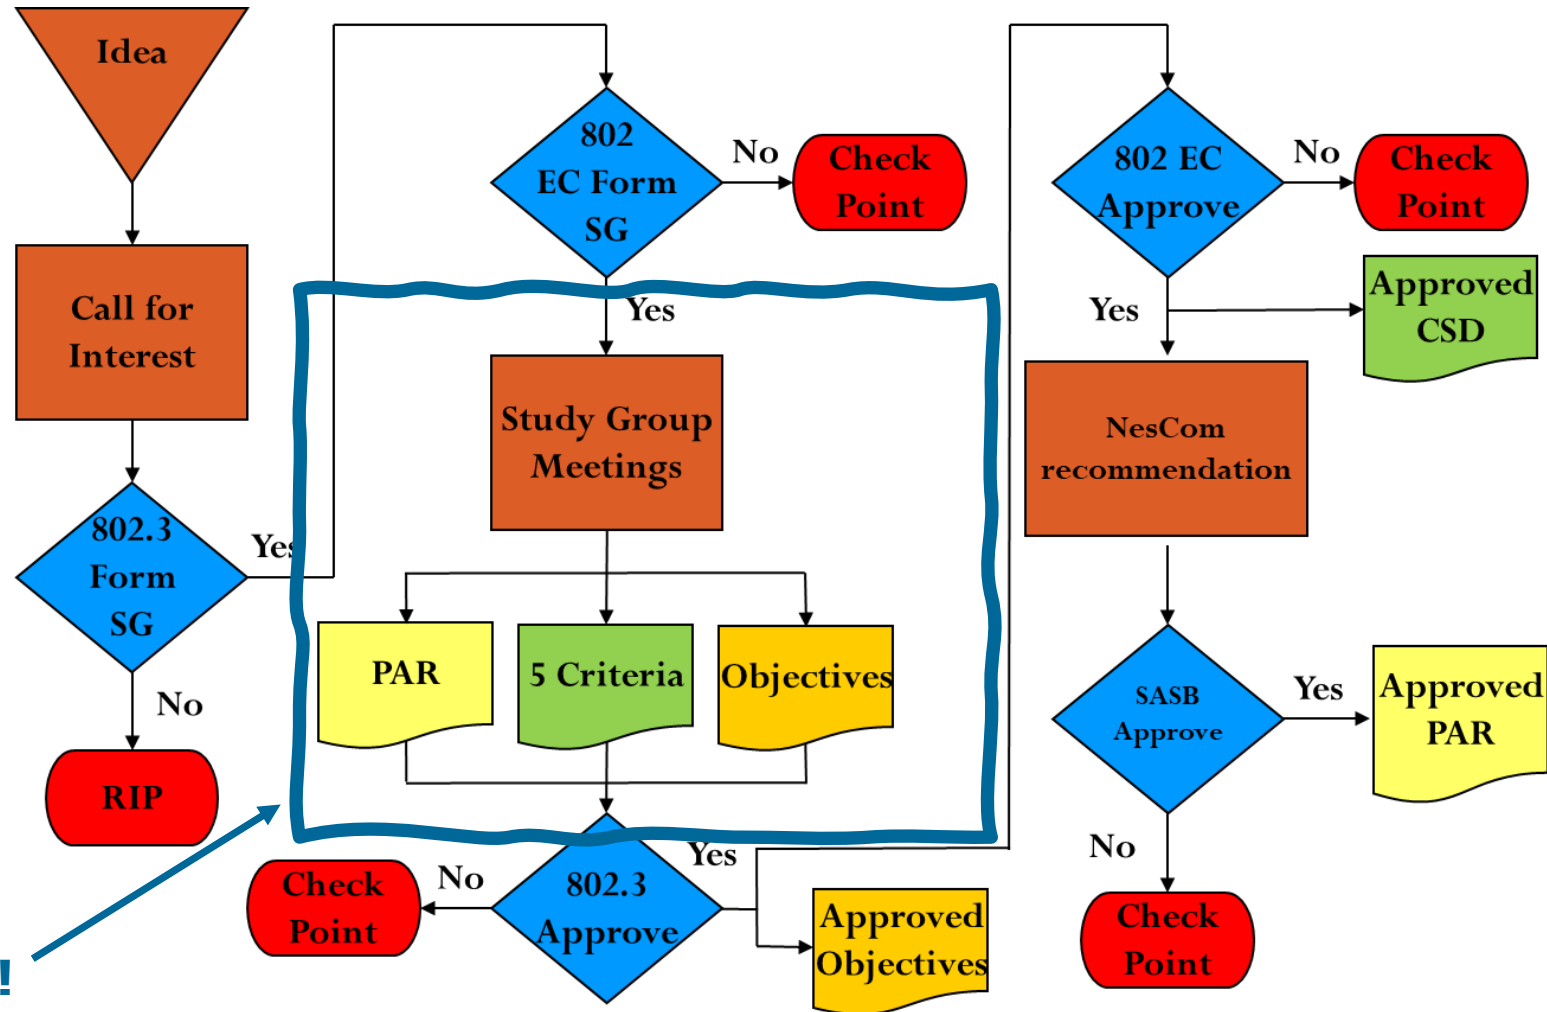 Idea
Call for
Interest
802.3
Form
SG
Yes
No
RIP
802
EC Form
SG
No
Check
Point
Yes
Study Group
Meetings
PAR
5 Criteria
Objectives
802.3
Approve
No
Check
Point
Yes
Approved
Objectives
802 EC
Approve
No
Check
Point
Yes
Approved
CSD
NesCom
recommendation
SASB
Approve
Yes
Approved
PAR
No
Check
Point
!